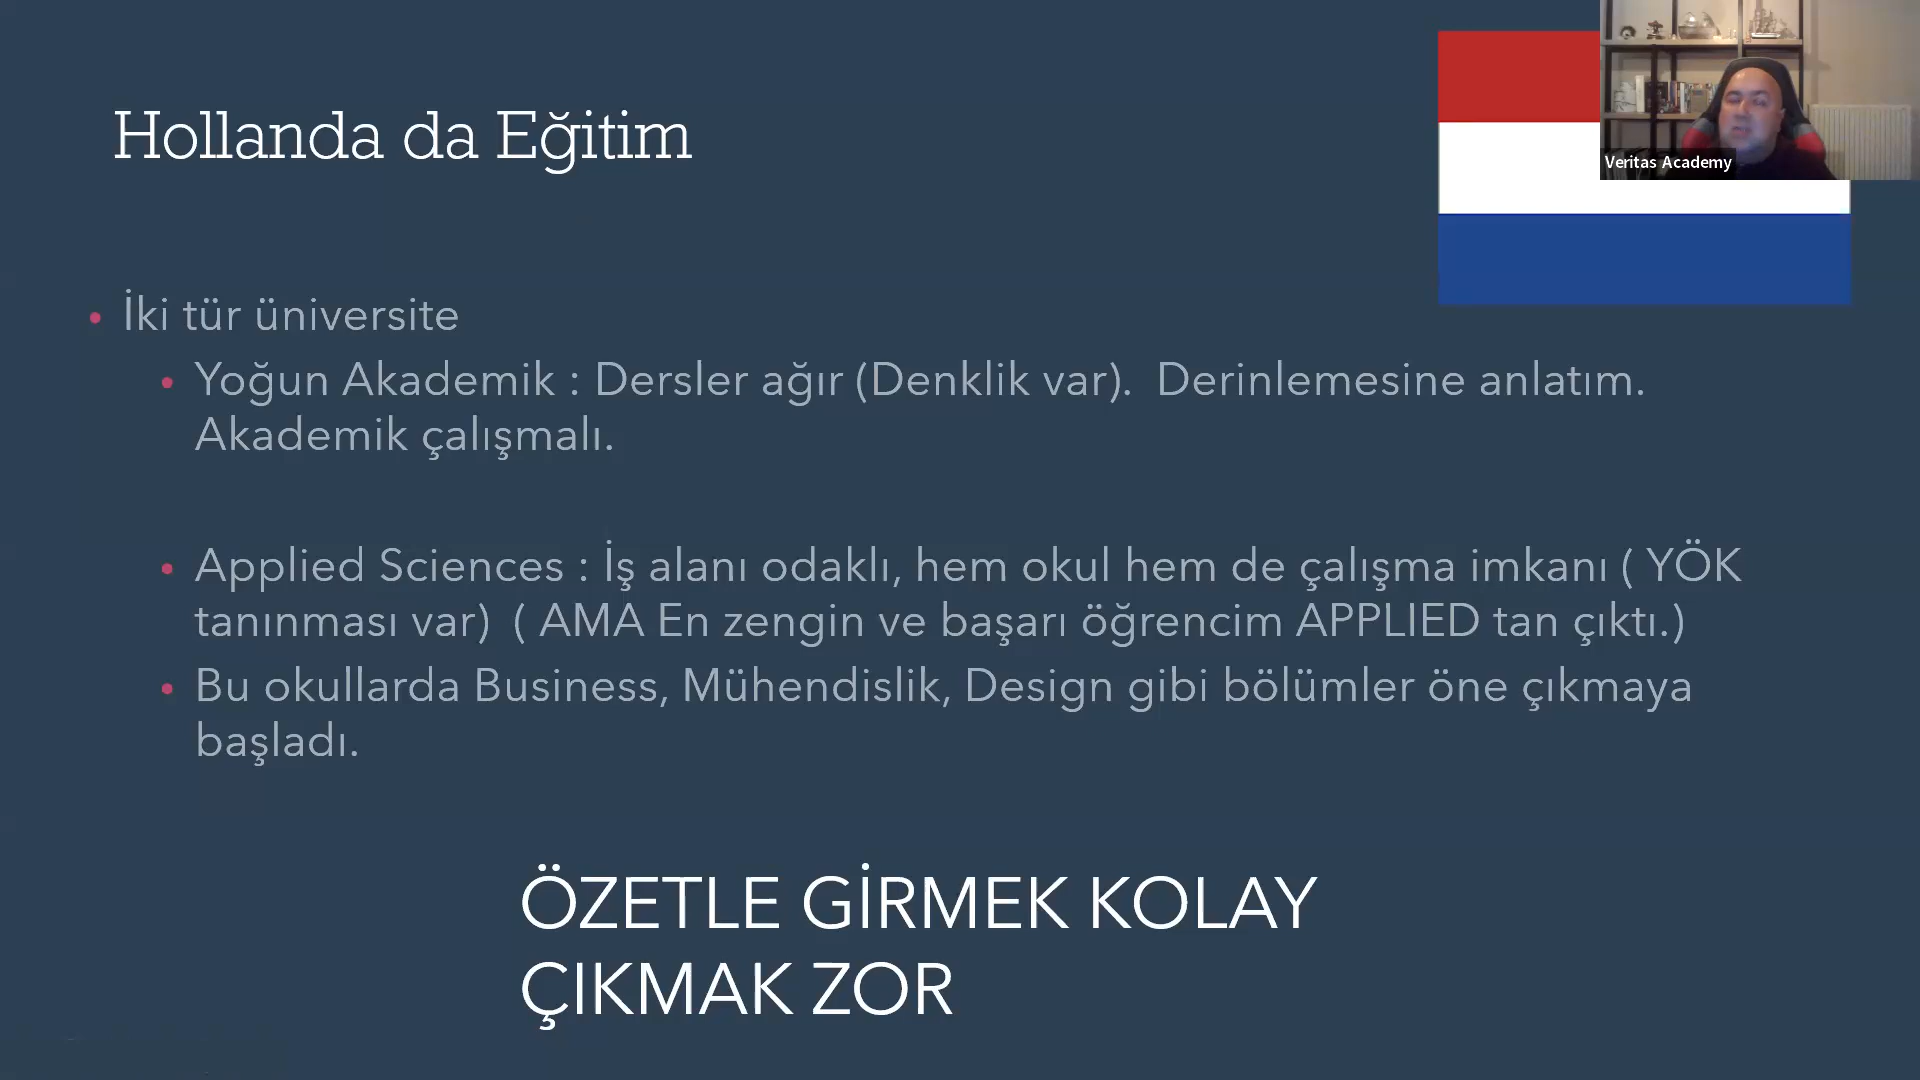 Hollanda da Eğitim
Veritas Academy
• İki tür üniversite
• Yoğun Akademik : Dersler ağır (Denklik var).  Derinlemesine anlatım.
Akademik çalışmalı.
• Applied Sciences : İş alanı odaklı, hem okul hem de çalışma imkanı ( YÖK
tanınması var)  ( AMA En zengin ve başarı öğrencim APPLIED tan çıktı.)
• Bu okullarda Business, Mühendislik, Design gibi bölümler öne çıkmaya
başladı.
ÖZETLE GİRMEK KOLAY
ÇIKMAK ZOR